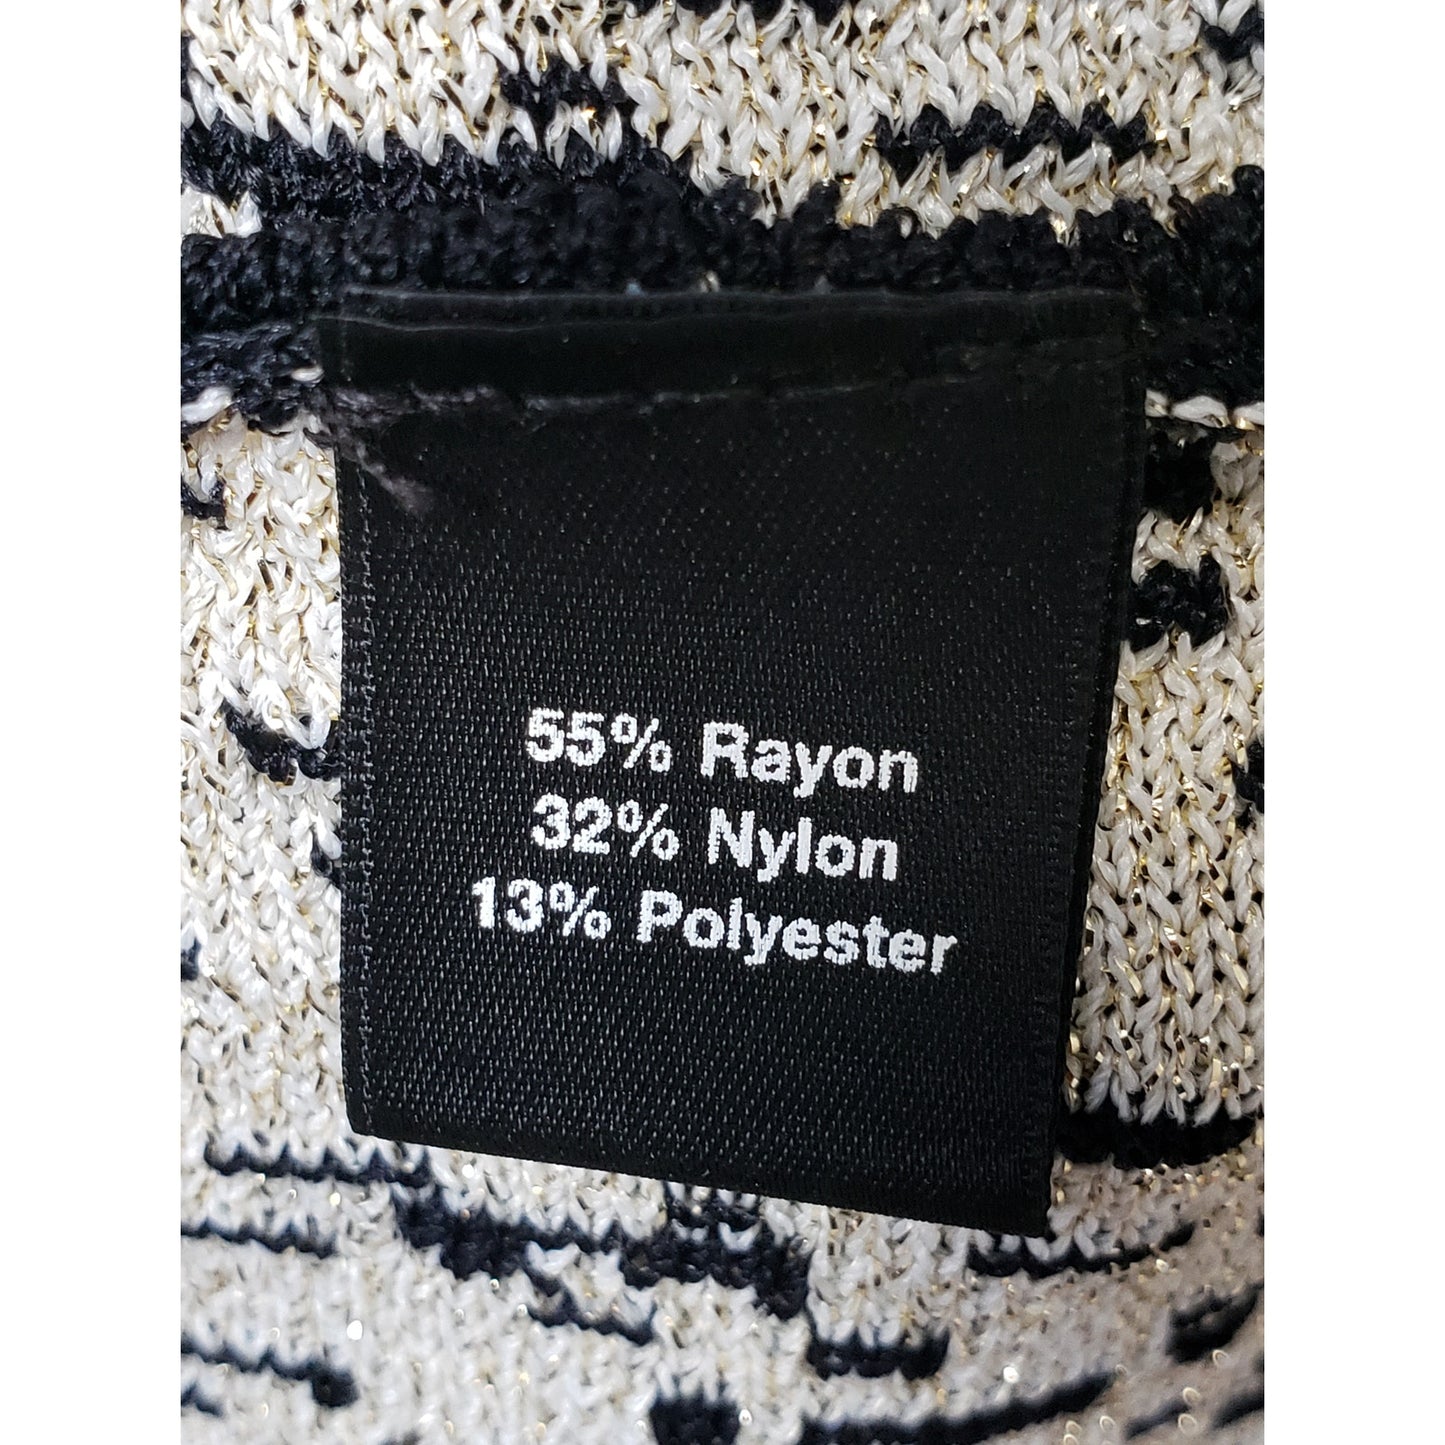 55% Rayon
32% Nylon
13% Polyester